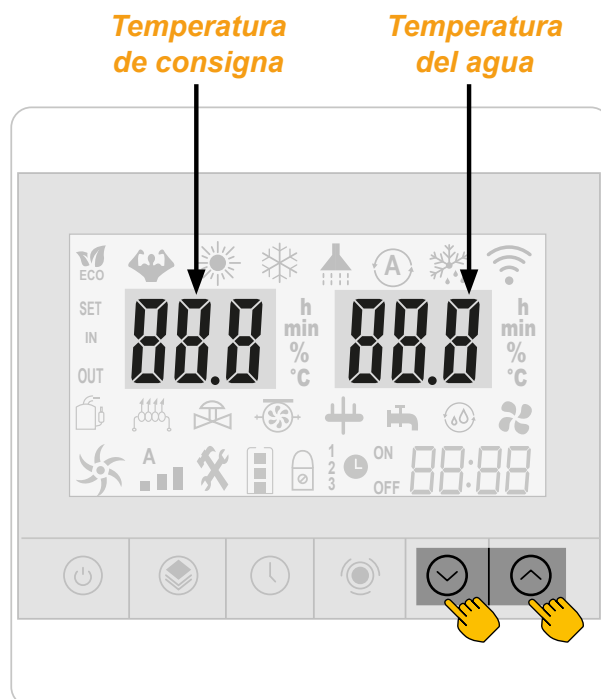 Temperatura
de consigna
Temperatura
del agua
A
ECO
SET
IN
OUT
88.8
h
min
%
°C
88.8
h
min
%
°C
A
1
2
3
ON
OFF
88:88